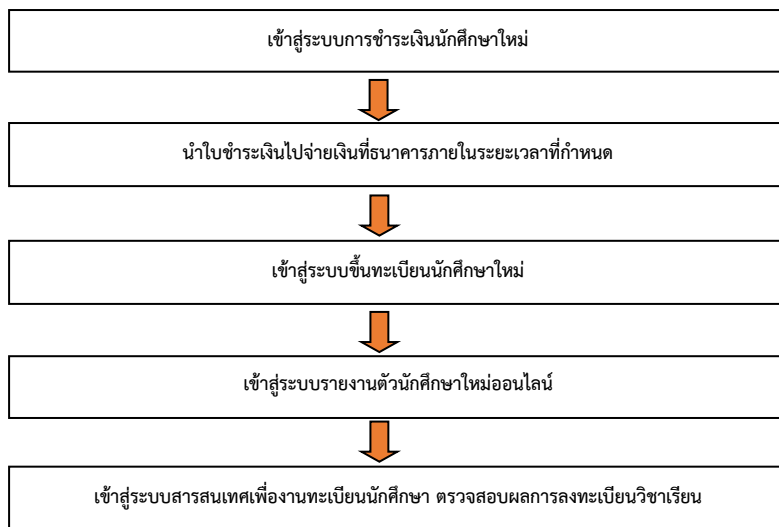 เข้าสู่ระบบการชำระเงินนักศึกษาใหม่
นำใบชำระเงินไปจ่ายเงินที่ธนาคารภายในระยะเวลาที่กำหนด
เข้าสู่ระบบขึ้นทะเบียนนักศึกษาใหม่
เข้าสู่ระบบรายงานตัวนักศึกษาใหม่ออนไลน์
เข้าสู่ระบบสารสนเทศเพื่องานทะเบียนนักศึกษา ตรวจสอบผลการลงทะเบียนวิชาเรียน